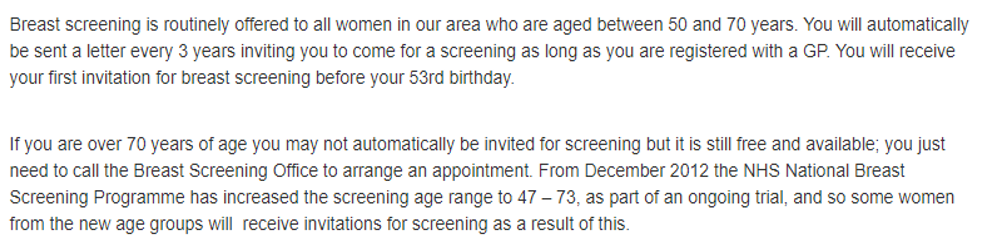 Breast screening is routinely offered to all women in our area who are aged between 50 and 70 years. You will automatically
be sent a letter every 3 years inviting you to come for a screening as long as you are registered with a GP. You will receive
your first invitation for breast screening before your 53rd birthday.
If you are over 70 years of age you may not automatically be invited for screening but it is still free and available; you just
need to call the Breast Screening Office to arrange an appointment. From December 2012 the NHS National Breast
Screening Programme has increased the screening age range to 47 – 73, as part of an ongoing trial, and so some women
from the new age groups will  receive invitations for screening as a result of this.